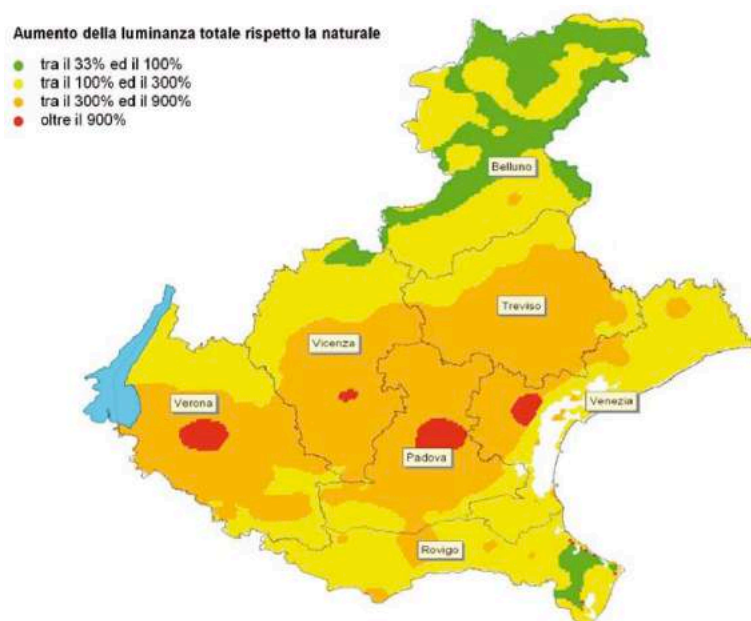 Aumento della luminanza totale rispetto la naturale
tra il 33% ed il 100%
tra il 100% ed il 300%
tra il 300% ed il 900%
oltre il 900%
Belluno
Treviso
Vicenza
Verona
Venezia
Padova
Rovigo